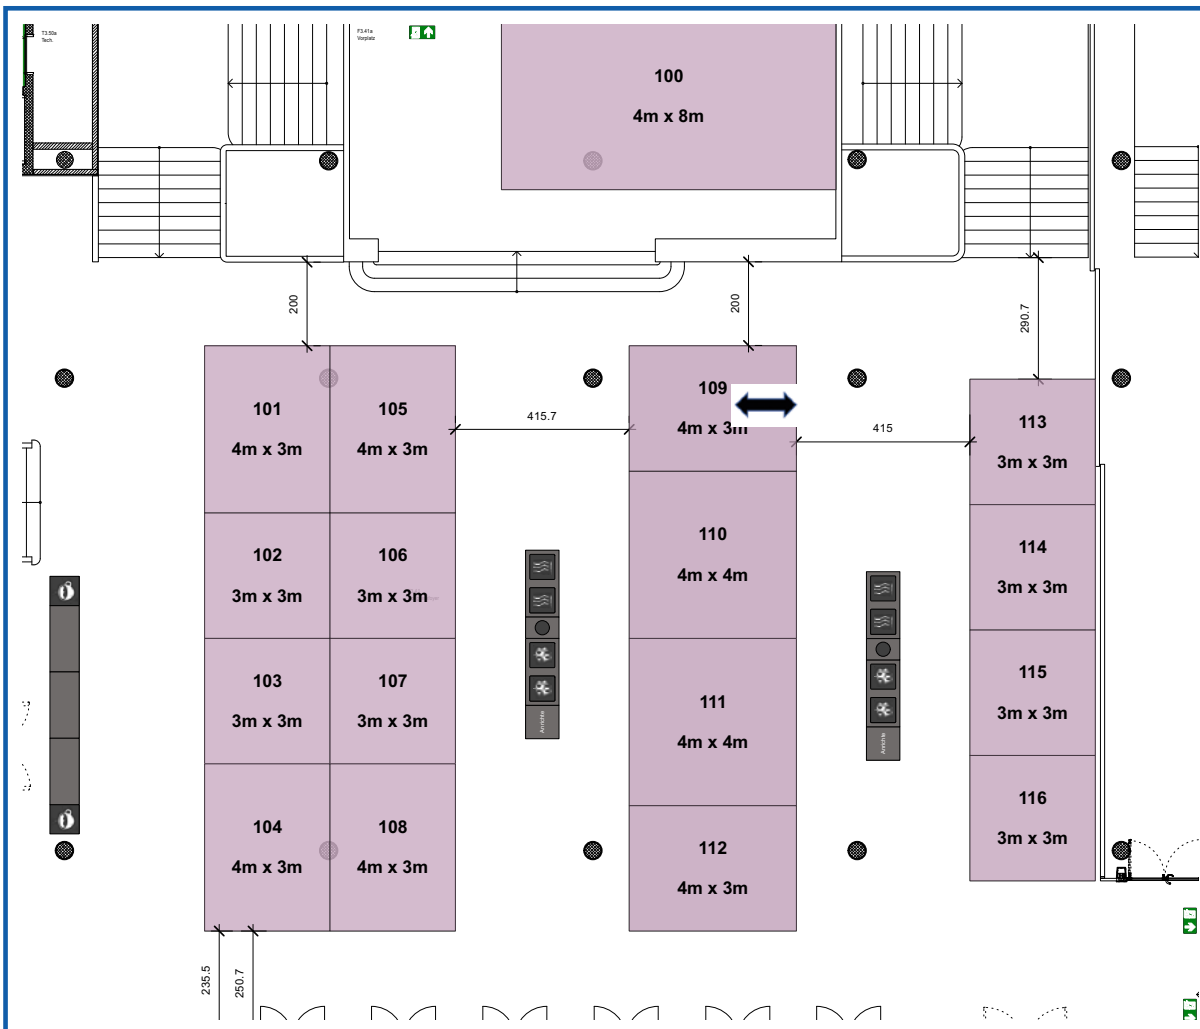 T3.50a
Tech.
F3.41a
Vorplatz
100
4m x 8m
200
200
290.7
101
4m x 3m
105
4m x 3m
415.7
109
4m x 3m
415
113
3m x 3m
102
3m x 3m
106
3m x 3m
110
4m x 4m
114
3m x 3m
103
3m x 3m
107
3m x 3m
Anrichte
111
4m x 4m
Anrichte
115
3m x 3m
104
4m x 3m
108
4m x 3m
112
4m x 3m
116
3m x 3m
235.5
250.7